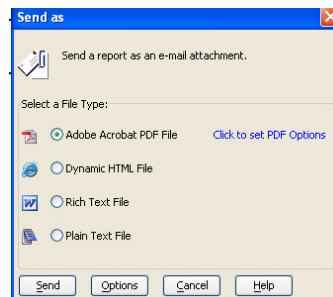 Send as
Send a report as an e-mail attachment.
Select a File Type:
Adobe Acrobat PDF File Click to set PDF Options
Dynamic HTML File
Rich Text File
Plain Text File
Send Options Cancel Help